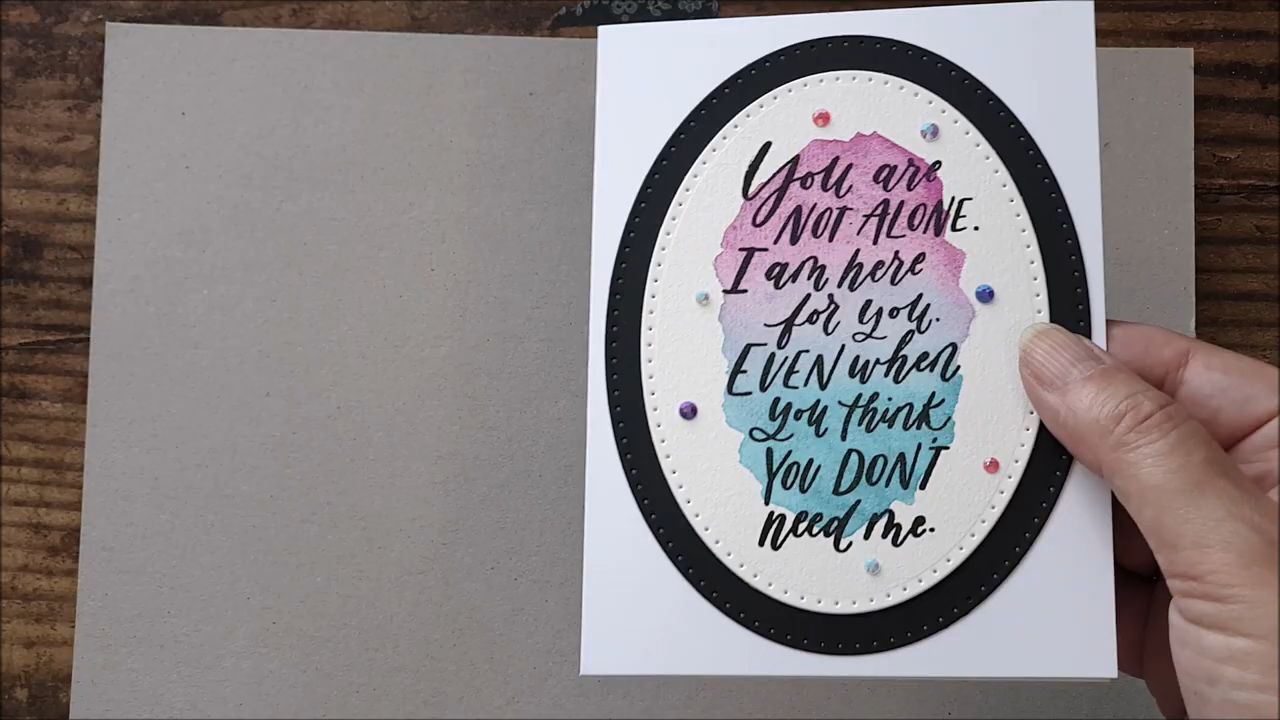 You are
NOT ALONE.
I am here
for you.
EVEN when
you think
YOU DON'T
need me.